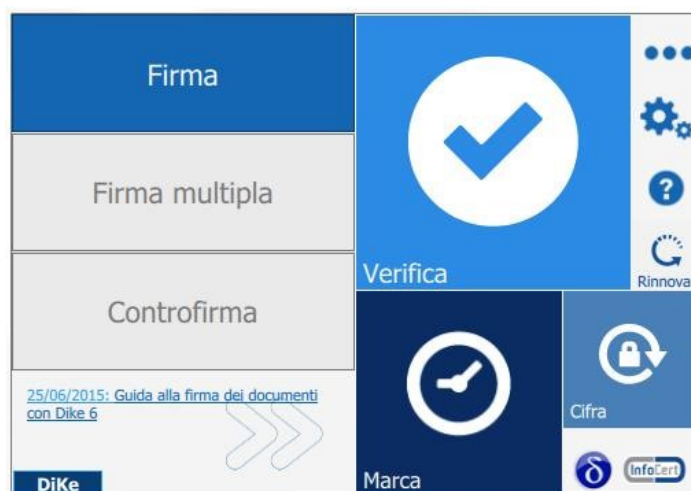 Firma
Firma multipla
Controfirma
25/06/2015: Guida alla firma dei documenti
con Dike 6
DiKe
Verifica
?
Rinnova
Marca
Cifra
δ
InfoCert